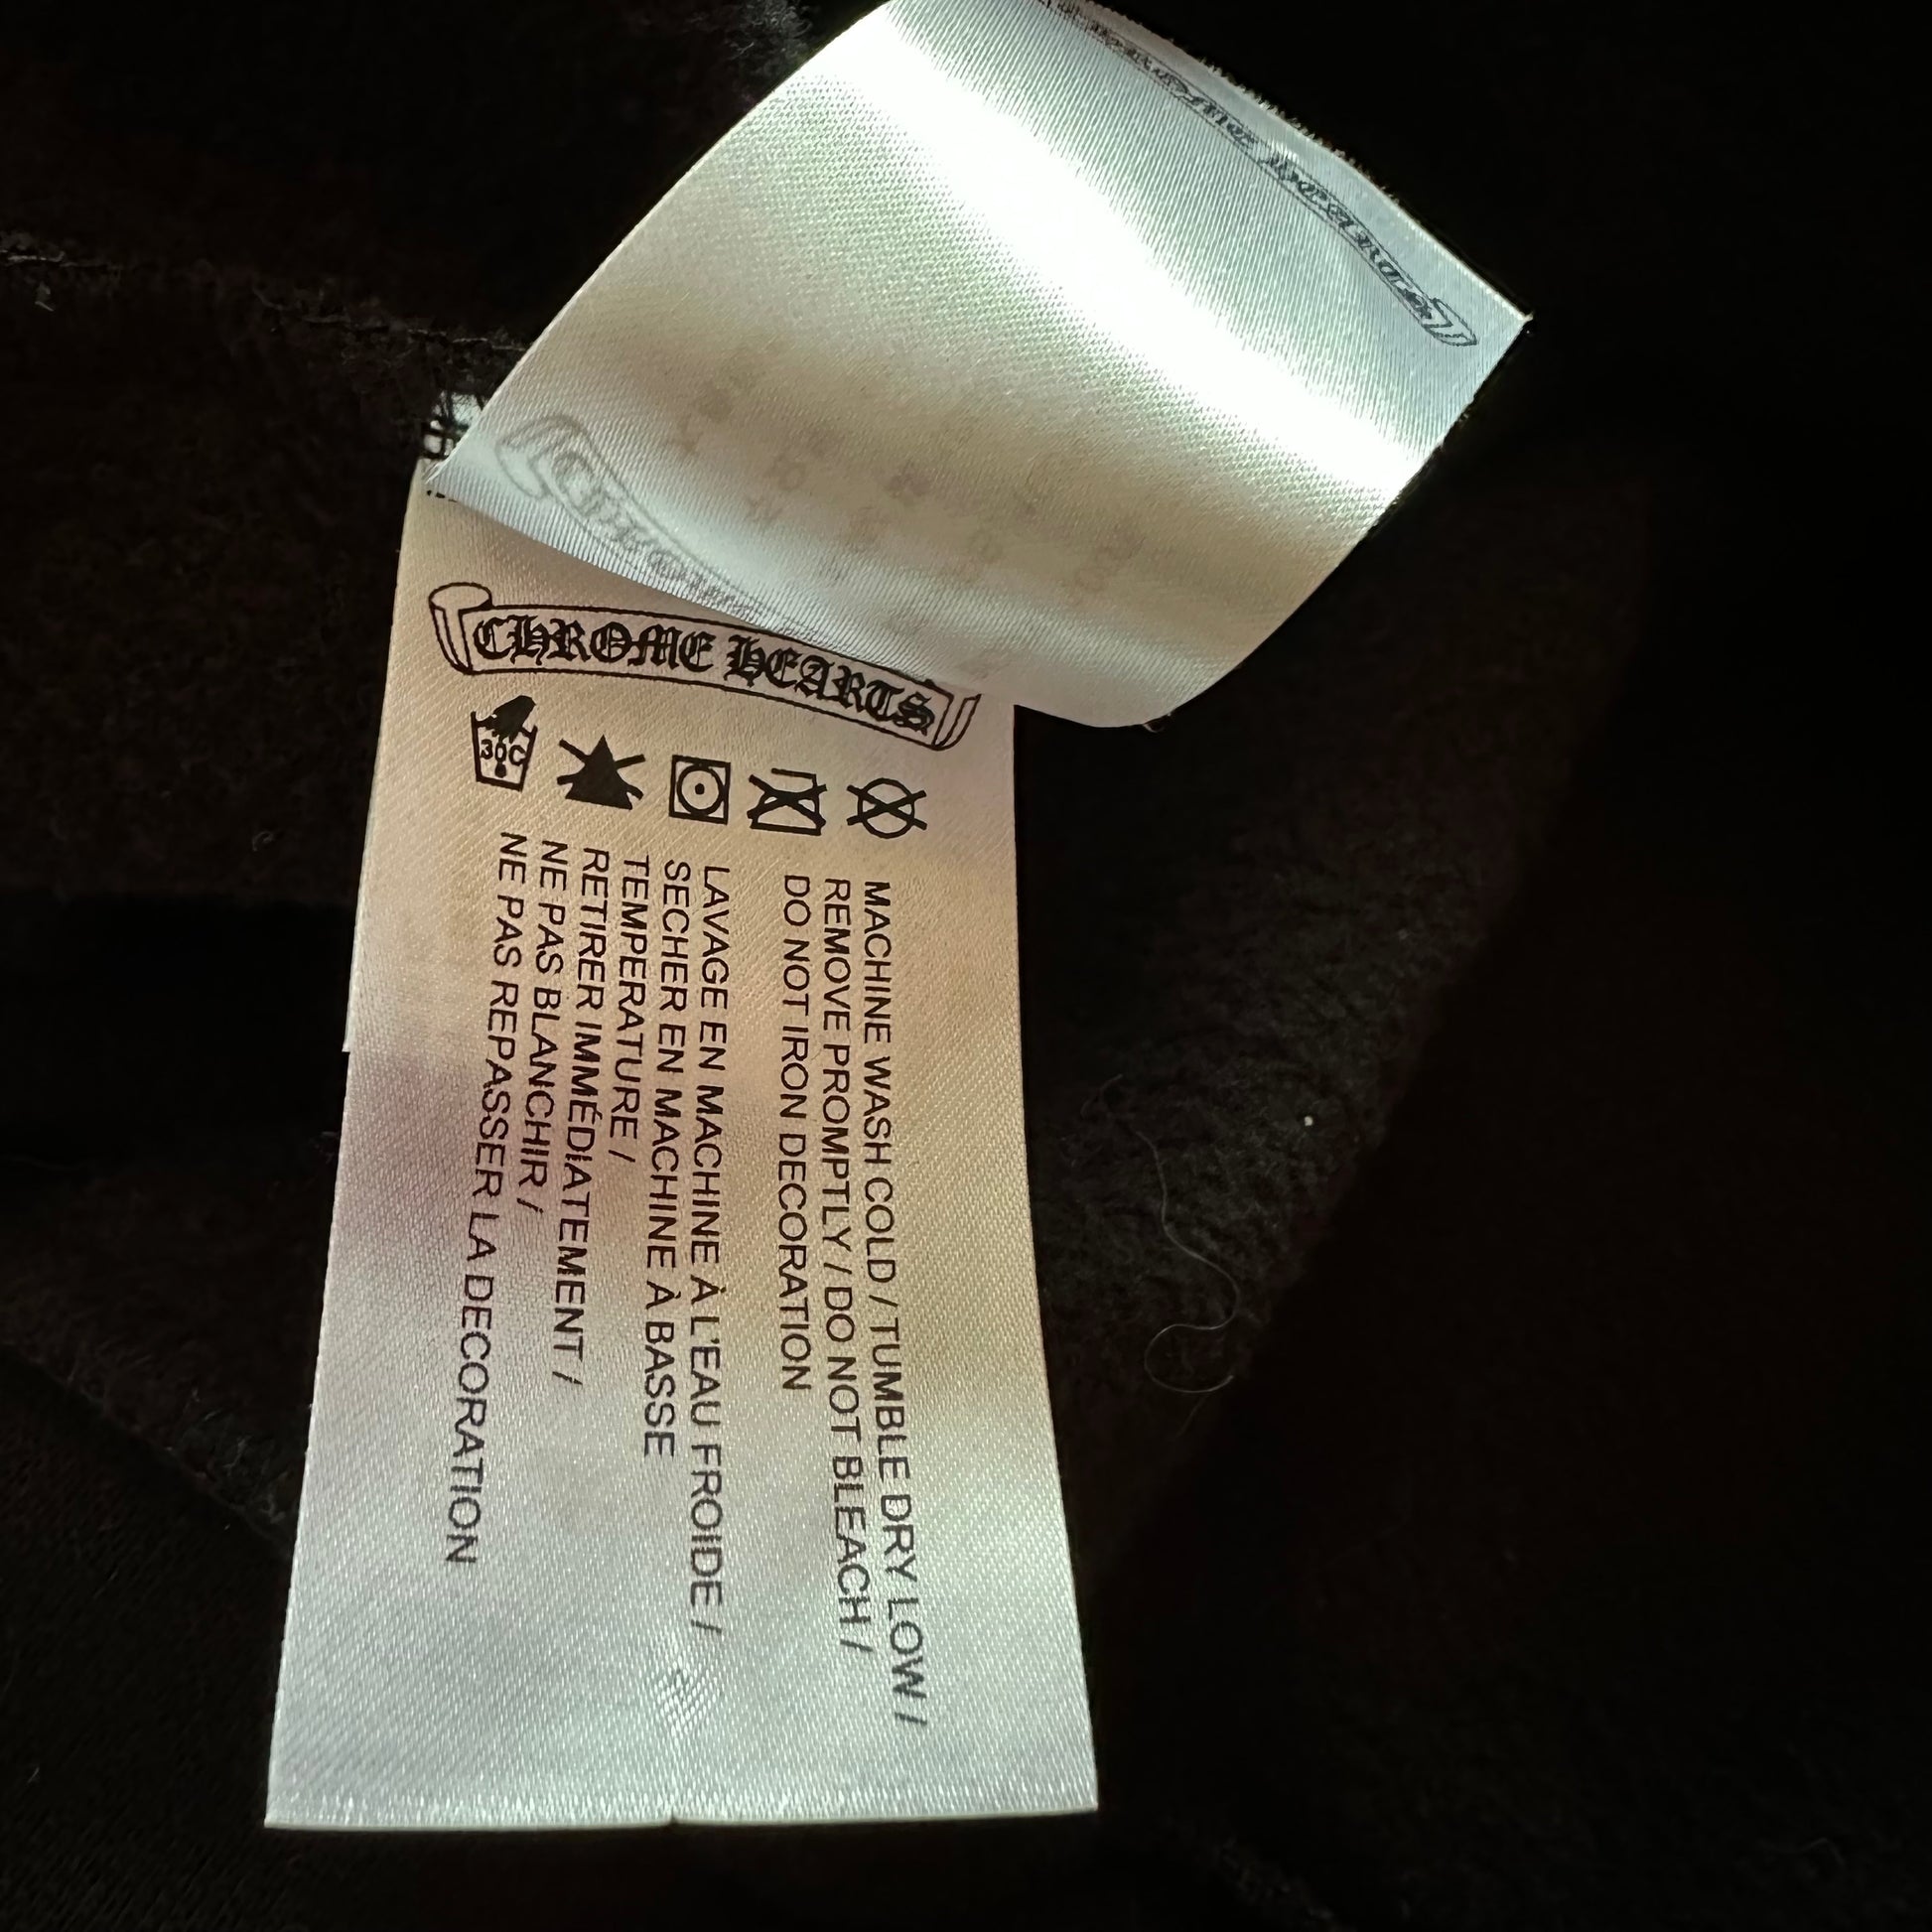 CHROME HEARTS
30C
MACHINE WASH COLD / TUMBLE DRY LOW /
REMOVE PROMPTLY / DO NOT BLEACH /
DO NOT IRON DECORATION
LAVAGE EN MACHINE À L'EAU FROIDE /
SECHER EN MACHINE À BASSE
TEMPERATURE /
RETIRER IMMÉDIATEMENT /
NE PAS BLANCHIR /
NE PAS REPASSER LA DECORATION